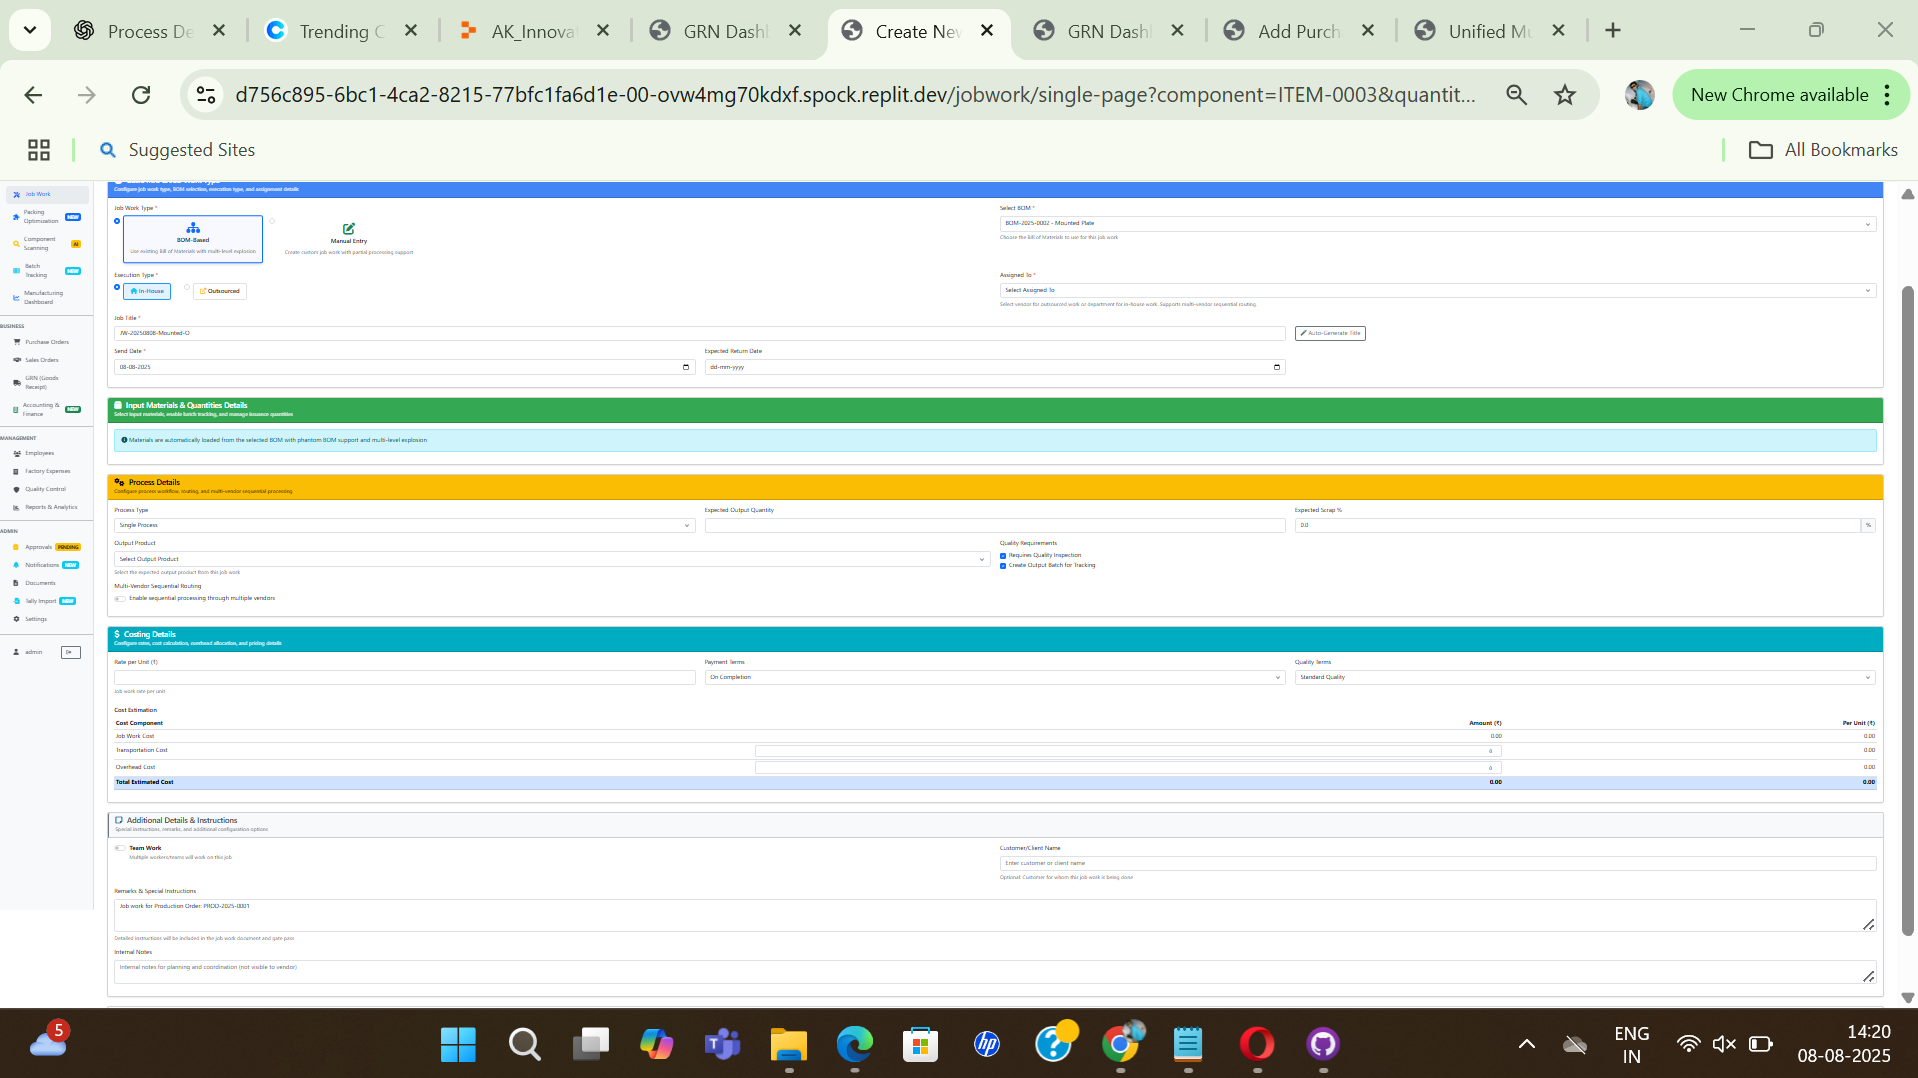 Process De
Trending C
AK_Innova
GRN Dash
Create Nev
GRN Dash
Add Purch
Unified Mu
d756c895-6bc1-4ca2-8215-77bfc1fa6d1e-00-ovw4mg70kdxf.spock.replit.dev/jobwork/single-page?component=ITEM-0003&quantit...
New Chrome available
Suggested Sites
All Bookmarks
Job Work
Packing Optimization NEW
Component Scanning AI
Batch Tracking NEW
Manufacturing Dashboard
BUSINESS
Purchase Orders
Sales Orders
GRN (Goods Receipt)
Accounting & Finance NEW
MANAGEMENT
Employees
Factory Expenses
Quality Control
Reports & Analytics
ADMIN
Approvals PENDING
Notifications NEW
Documents
Tally Import NEW
Settings
admin
Configure job work type, BOM selection, execution type, and assignment details
Job Work Type *
BOM-Based
Use existing Bill of Materials with multi-level explosion
Manual Entry
Create custom job work with partial processing support
Select BOM *
BOM-2025-0002 - Mounted Plate
Choose the Bill of Materials to use for this job work
Execution Type *
In-House
Outsourced
Assigned To *
Select Assigned To
Select vendor for outsourced work or department for in-house work. Supports multi-vendor sequential routing.
Job Title *
JW-20250808-Mounted-O
Auto-Generate Title
Send Date *
08-08-2025
Expected Return Date
dd-mm-yyyy
Input Materials & Quantities Details
Select input materials, enable batch tracking, and manage issuance quantities
Materials are automatically loaded from the selected BOM with phantom BOM support and multi-level explosion
Process Details
Configure process workflow, routing, and multi-vendor sequential processing
Process Type
Single Process
Expected Output Quantity
Expected Scrap %
0.0
%
Output Product
Select Output Product
Select the expected output product from this job work
Quality Requirements
Requires Quality Inspection
Create Output Batch for Tracking
Multi-Vendor Sequential Routing
Enable sequential processing through multiple vendors
Costing Details
Configure rates, cost calculation, overhead allocation, and pricing details
Rate per Unit (₹)
Job work rate per unit
Payment Terms
On Completion
Quality Terms
Standard Quality
Cost Estimation
Cost Component Amount (₹) Per Unit (₹)
Job Work Cost 0.00 0.00
Transportation Cost 0 0.00
Overhead Cost 0 0.00
Total Estimated Cost 0.00 0.00
Additional Details & Instructions
Special instructions, remarks, and additional configuration options
Team Work
Multiple workers/teams will work on this job
Customer/Client Name
Enter customer or client name
Optional: Customer for whom this job work is being done
Remarks & Special Instructions
Job work for Production Order: PROD-2025-0001
Detailed instructions will be included in the job work document and gate pass
Internal Notes
Internal notes for planning and coordination (not visible to vendor)
5
ENG
IN
14:20
08-08-2025